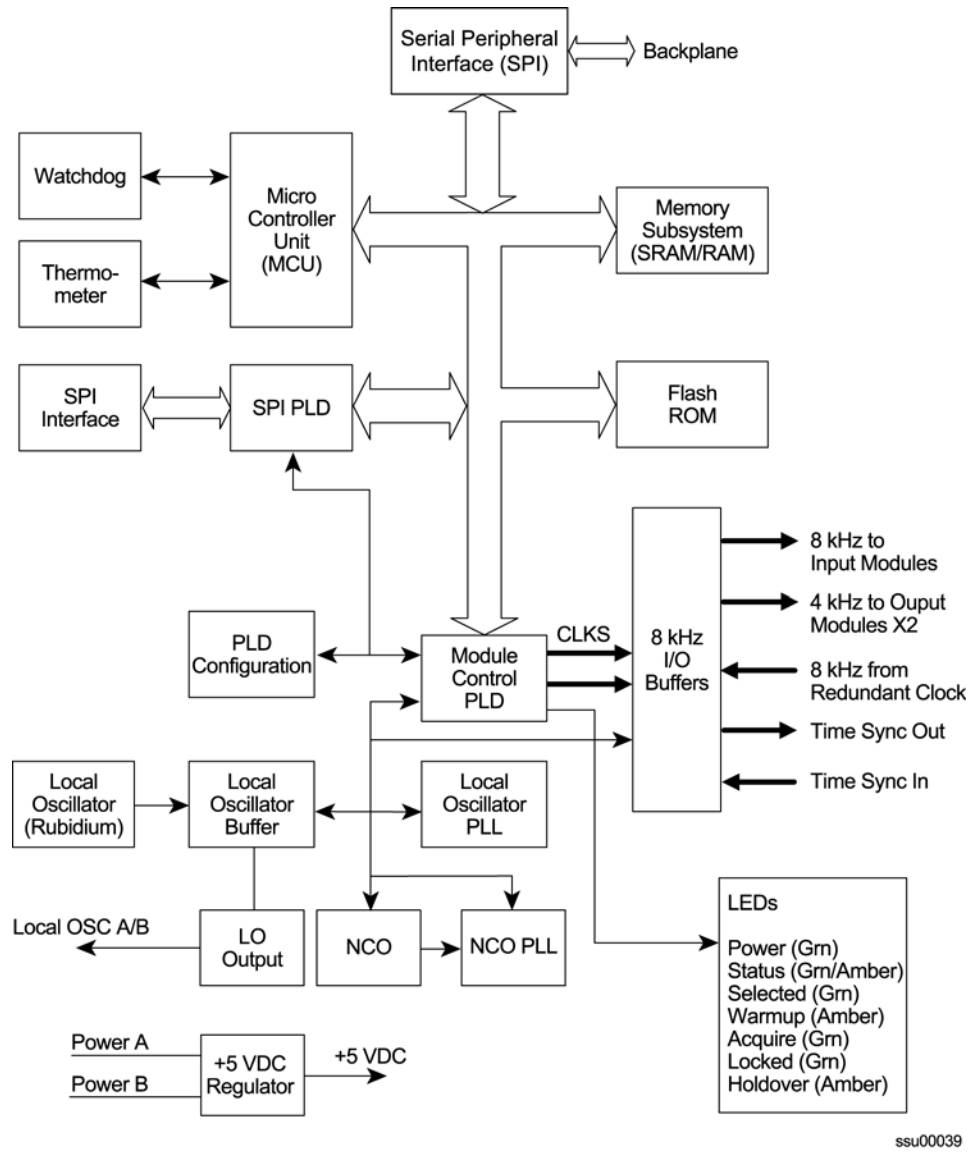 Serial Peripheral
Interface (SPI)
Backplane
Watchdog
Micro
Controller
Unit
(MCU)
Memory
Subsystem
(SRAM/RAM)
Thermo-
meter
SPI
Interface
SPI PLD
Flash
ROM
8 kHz to
Input Modules
4 kHz to Ouput
Modules X2
PLD
Configuration
Module
Control
PLD
CLKS
8 kHz
I/O
Buffers
8 kHz from
Redundant Clock
Time Sync Out
Time Sync In
Local
Oscillator
(Rubidium)
Local
Oscillator
Buffer
Local
Oscillator
PLL
Local OSC A/B
LO
Output
NCO
NCO PLL
LEDs
Power (Grn)
Status (Grn/Amber)
Selected (Grn)
Warmup (Amber)
Acquire (Grn)
Locked (Grn)
Holdover (Amber)
Power A
Power B
+5 VDC
Regulator
+5 VDC
ssu00039